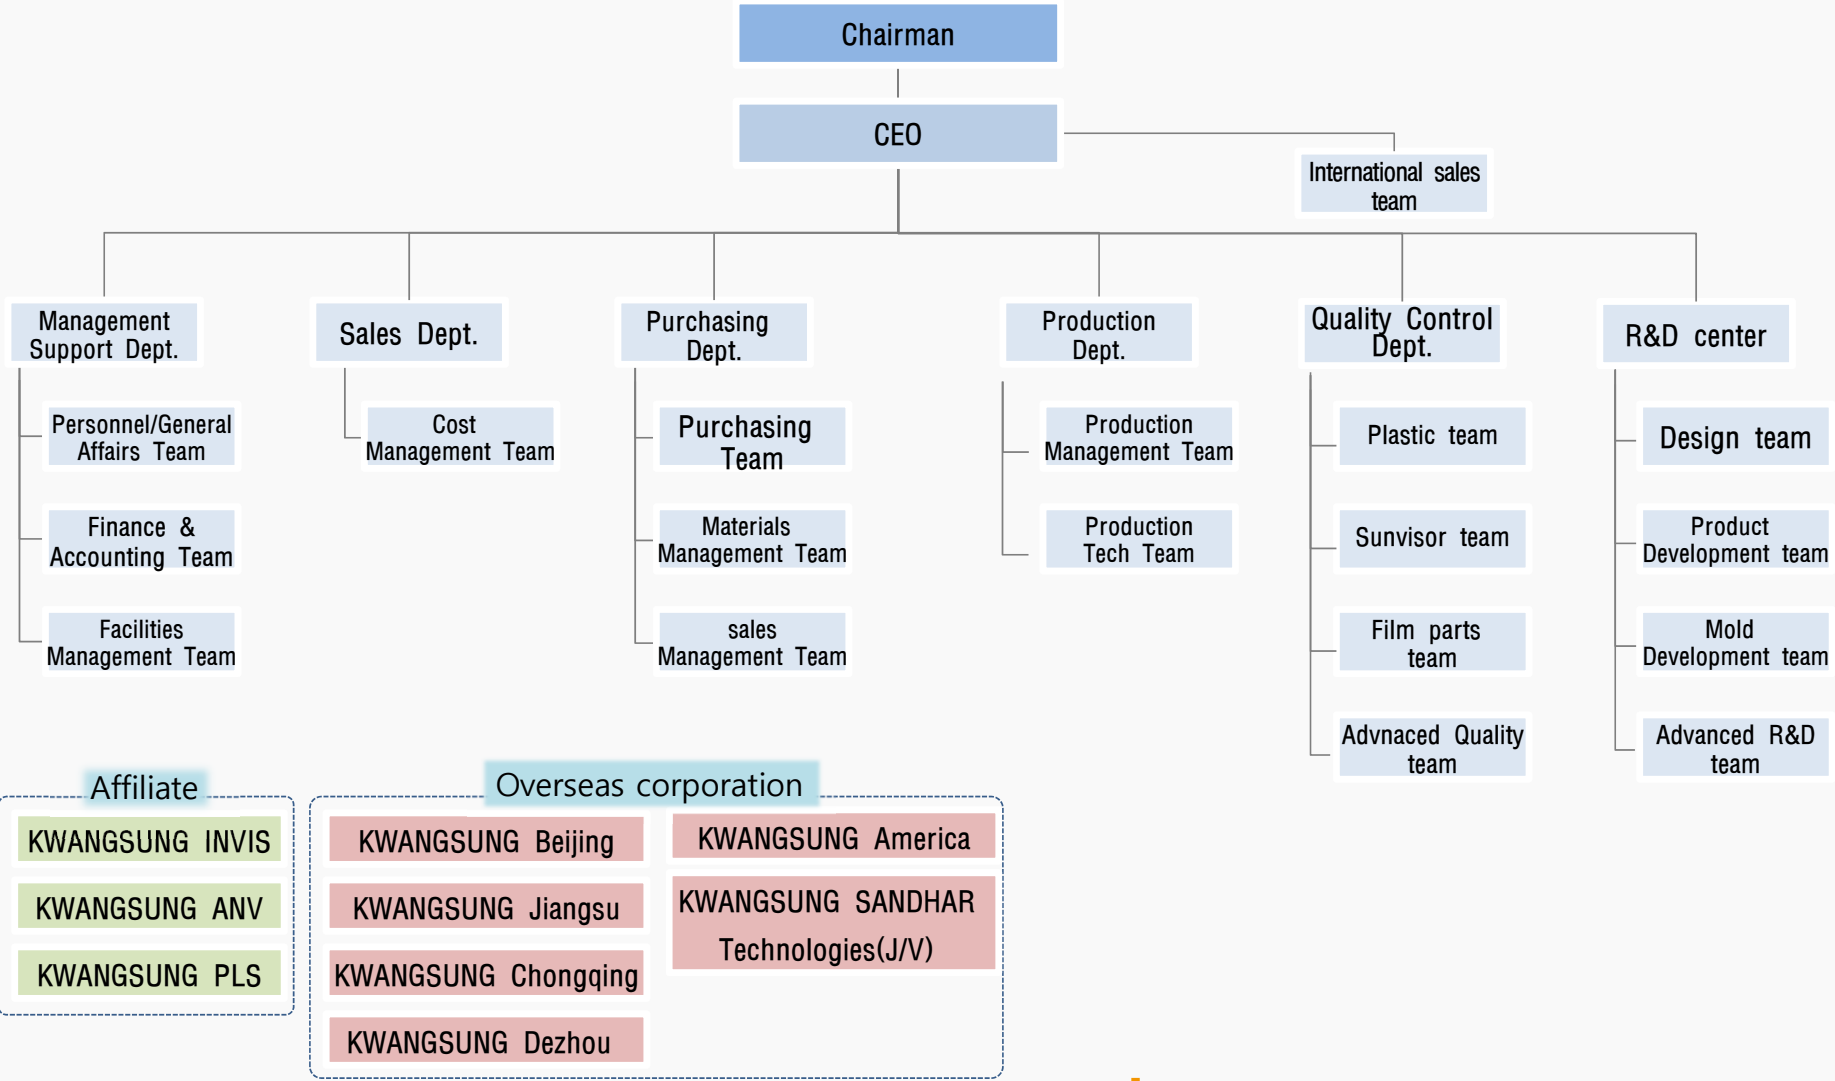 Chairman
CEO
International sales
team
Management
Support Dept.
Personnel/General
Affairs Team
Finance &
Accounting Team
Facilities
Management Team
Sales Dept.
Cost
Management Team
Purchasing
Dept.
Purchasing
Team
Materials
Management Team
sales
Management Team
Production
Dept.
Production
Management Team
Production
Tech Team
Quality Control
Dept.
Plastic team
Sunvisor team
Film parts
team
Advnaced Quality
team
R&D center
Design team
Product
Development team
Mold
Development team
Advanced R&D
team
Affiliate
KWANGSUNG INVIS
KWANGSUNG ANV
KWANGSUNG PLS
Overseas corporation
KWANGSUNG Beijing
KWANGSUNG Jiangsu
KWANGSUNG Chongqing
KWANGSUNG Dezhou
KWANGSUNG America
KWANGSUNG SANDHAR
Technologies(J/V)